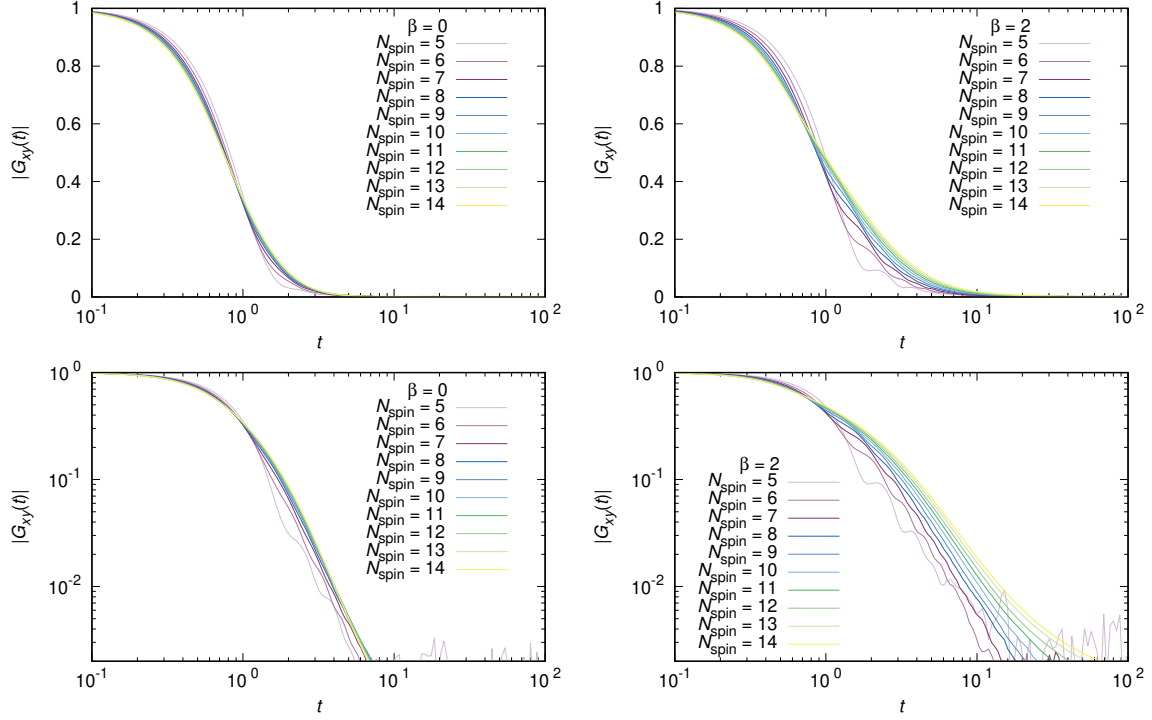 |G_xy(t)|
1
0.8
0.6
0.4
0.2
0
β = 0
N_spin = 5
N_spin = 6
N_spin = 7
N_spin = 8
N_spin = 9
N_spin = 10
N_spin = 11
N_spin = 12
N_spin = 13
N_spin = 14
10^-1 10^0 10^1 10^2
t
|G_xy(t)|
1
0.8
0.6
0.4
0.2
0
β = 2
N_spin = 5
N_spin = 6
N_spin = 7
N_spin = 8
N_spin = 9
N_spin = 10
N_spin = 11
N_spin = 12
N_spin = 13
N_spin = 14
10^-1 10^0 10^1 10^2
t
|G_xy(t)|
10^0
10^-1
10^-2
β = 0
N_spin = 5
N_spin = 6
N_spin = 7
N_spin = 8
N_spin = 9
N_spin = 10
N_spin = 11
N_spin = 12
N_spin = 13
N_spin = 14
10^-1 10^0 10^1 10^2
t
|G_xy(t)|
10^0
10^-1
10^-2
β = 2
N_spin = 5
N_spin = 6
N_spin = 7
N_spin = 8
N_spin = 9
N_spin = 10
N_spin = 11
N_spin = 12
N_spin = 13
N_spin = 14
10^-1 10^0 10^1 10^2
t